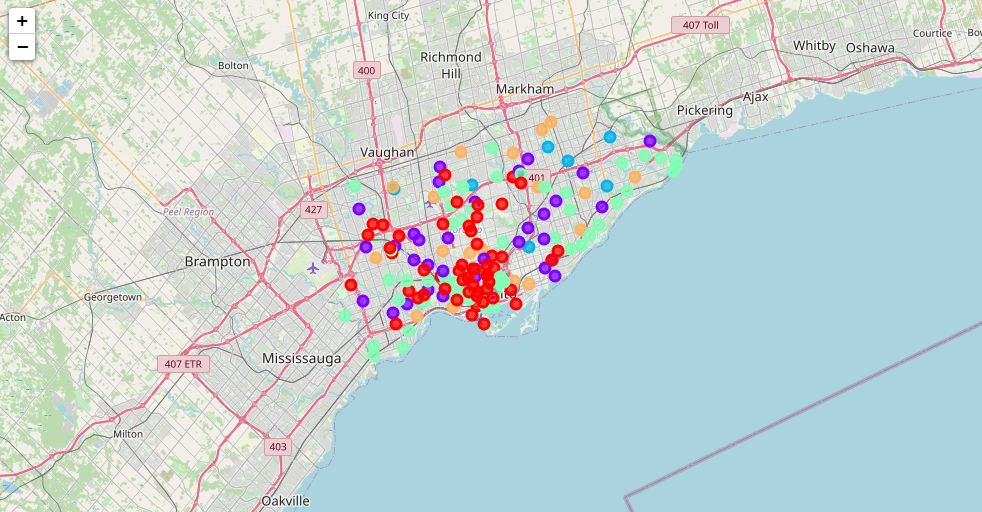 +
−
King City
407 Toll
Courtice
Whitby
Oshawa
Richmond
Hill
Bolton
400
Markham
Ajax
Pickering
Vaughan
401
Peel Region
427
Brampton
Georgetown
Acton
Mississauga
407 ETR
Milton
403
Oakville